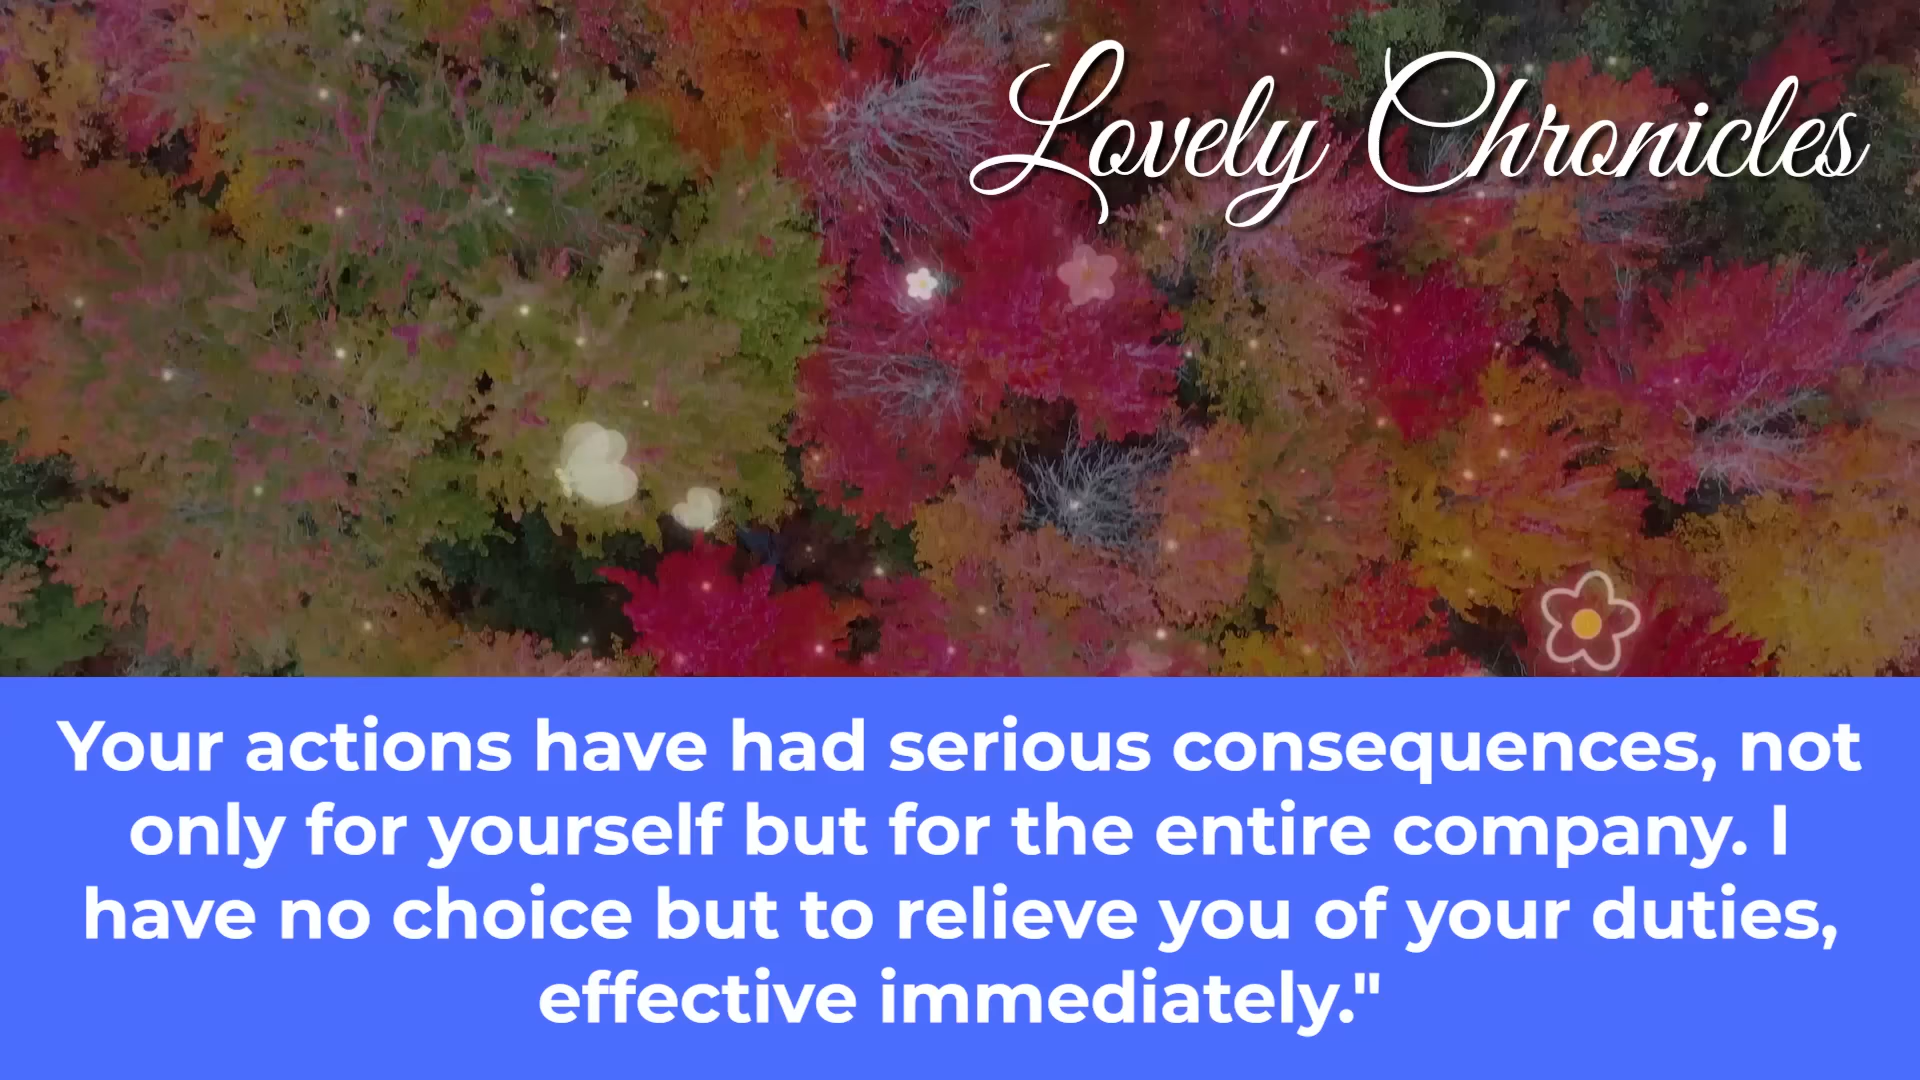 Lovely Chronicles
Your actions have had serious consequences, not
only for yourself but for the entire company. I
have no choice but to relieve you of your duties,
effective immediately."